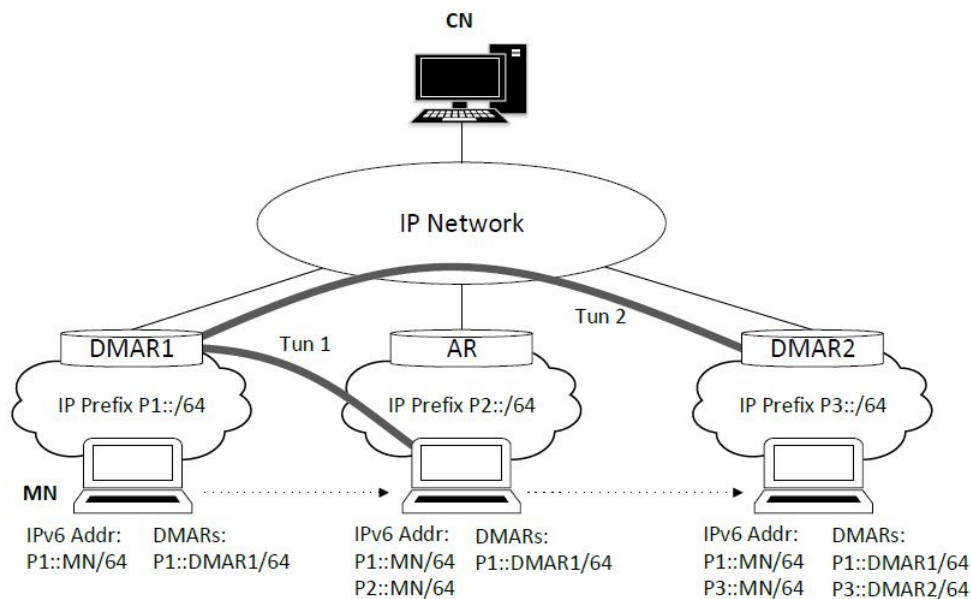 CN
IP Network
Tun 1
Tun 2
DMAR1
AR
DMAR2
IP Prefix P1::/64
IP Prefix P2::/64
IP Prefix P3::/64
MN
IPv6 Addr:
P1::MN/64
DMARs:
P1::DMAR1/64
IPv6 Addr:
P1::MN/64
P2::MN/64
DMARs:
P1::DMAR1/64
IPv6 Addr:
P1::MN/64
P3::MN/64
DMARs:
P1::DMAR1/64
P3::DMAR2/64